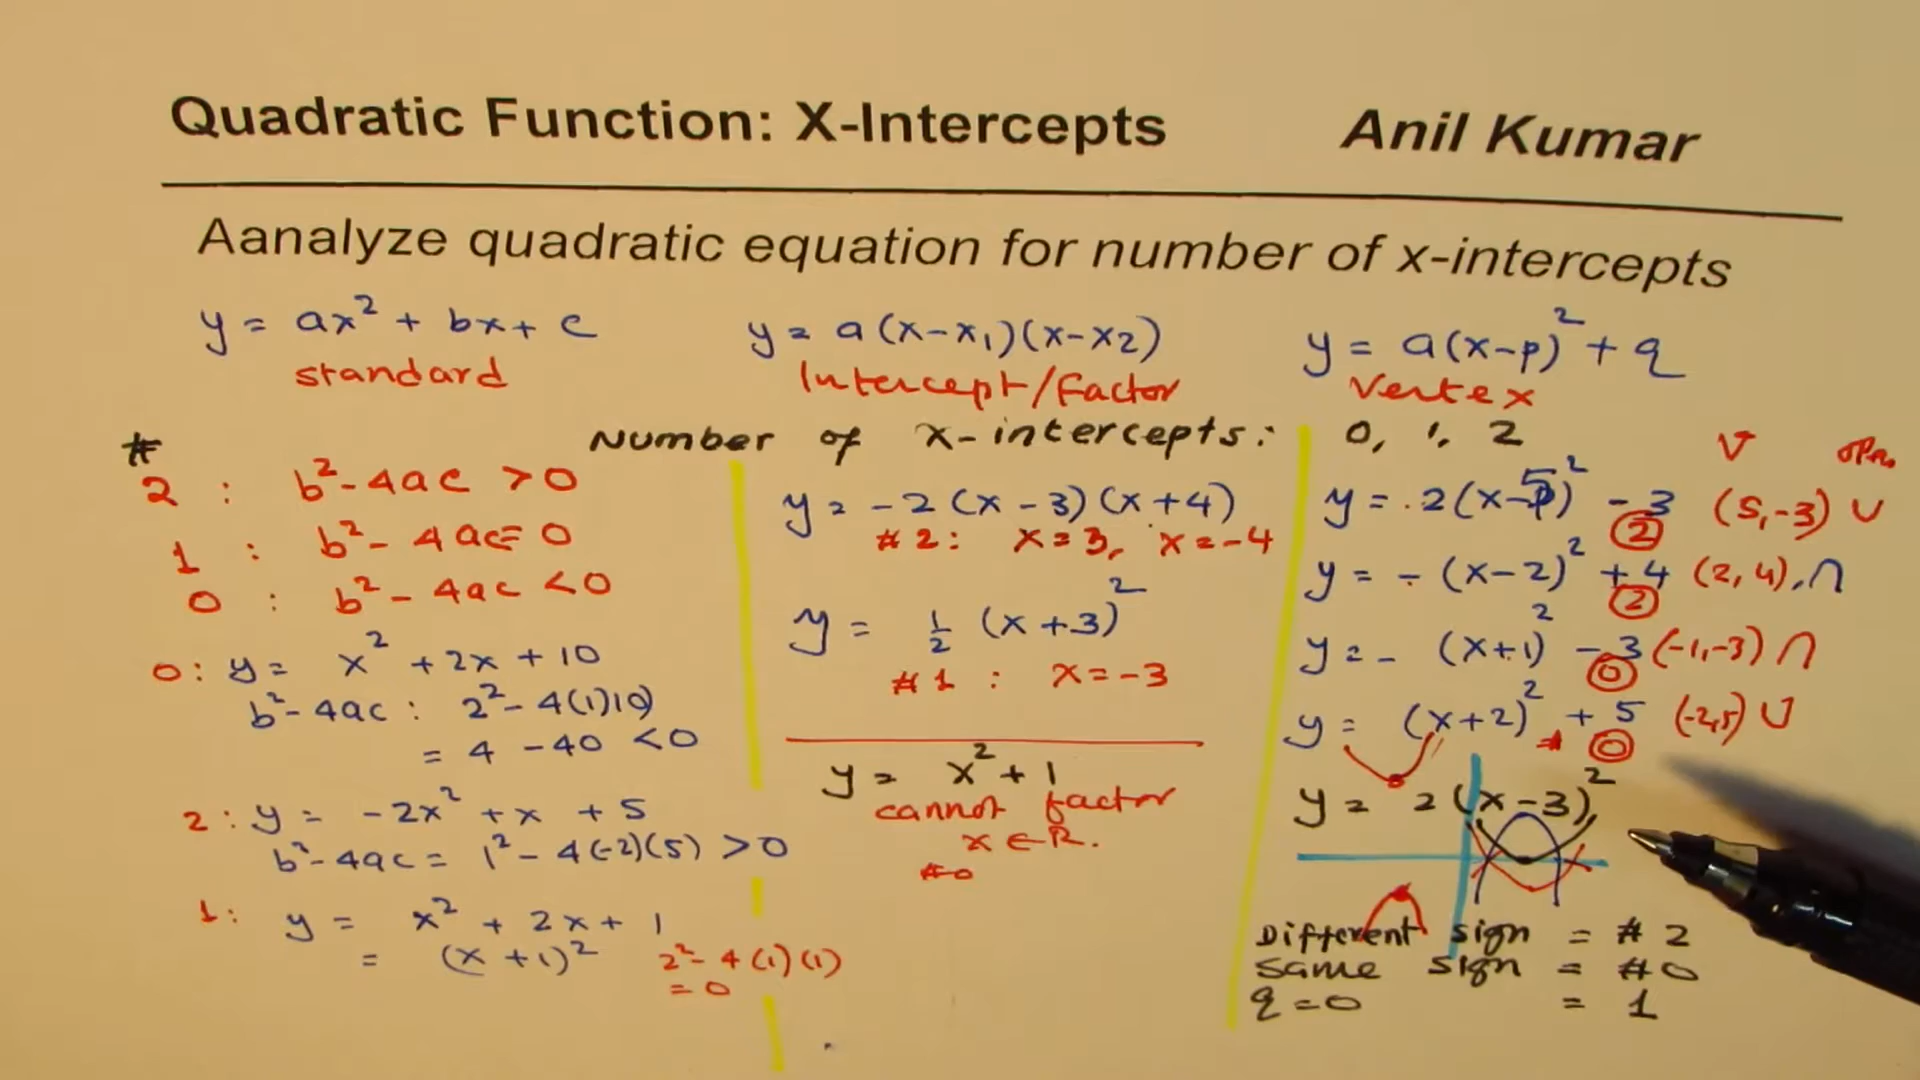 Quadratic Function: X-Intercepts Anil Kumar
Aanalyze quadratic equation for number of x-intercepts
y = ax² + bx + c
standard
y = a(x-x₁)(x-x₂)
Intercept/Factor
y = a(x-p)² + q
Vertex
Number of x-intercepts: 0, 1, 2
#
2 : b²-4ac > 0
1 : b²-4ac = 0
0 : b²-4ac < 0
0: y = x² + 2x + 10
b²-4ac : 2²-4(1)10)
= 4 - 40 < 0
2: y = -2x² + x + 5
b²-4ac = 1²-4(-2)(5) > 0
1: y = x² + 2x + 1
= (x+1)² 2²-4(1)(1)
= 0
y = -2(x-3)(x+4)
#2: x=3, x=-4
y = ½ (x+3)²
#1 : x=-3
y = x²+1
cannot factor
x ∈ R.
#0
V
y = 2(x-5)² - 3 (5,-3) ∪
2
y = - (x-2)² + 4 (2,4), ∩
2
y = - (x+1)² - 3 (-1,-3) ∩
0
y = (x+2)² + 5 (-2,5) ∪
0
y = 2(x-3)²
Different sign = #2
same sign = #0
q=0 = 1